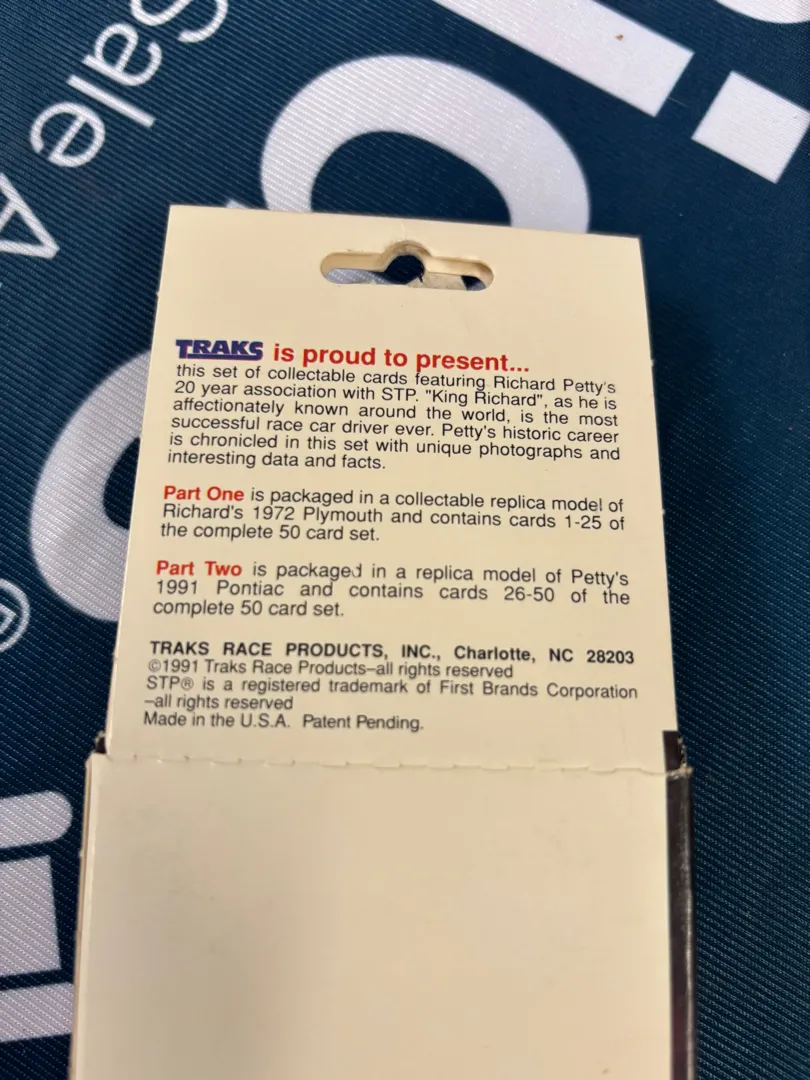 Sale A
TRAKS is proud to present...
this set of collectable cards featuring Richard Petty's
20 year association with STP. "King Richard", as he is
affectionately known around the world, is the most
successful race car driver ever. Petty's historic career
is chronicled in this set with unique photographs and
interesting data and facts.
Part One is packaged in a collectable replica model of
Richard's 1972 Plymouth and contains cards 1-25 of
the complete 50 card set.
Part Two is packaged in a replica model of Petty's
1991 Pontiac and contains cards 26-50 of the
complete 50 card set.
TRAKS RACE PRODUCTS, INC., Charlotte, NC 28203
©1991 Traks Race Products–all rights reserved
STP® is a registered trademark of First Brands Corporation
–all rights reserved
Made in the U.S.A. Patent Pending.